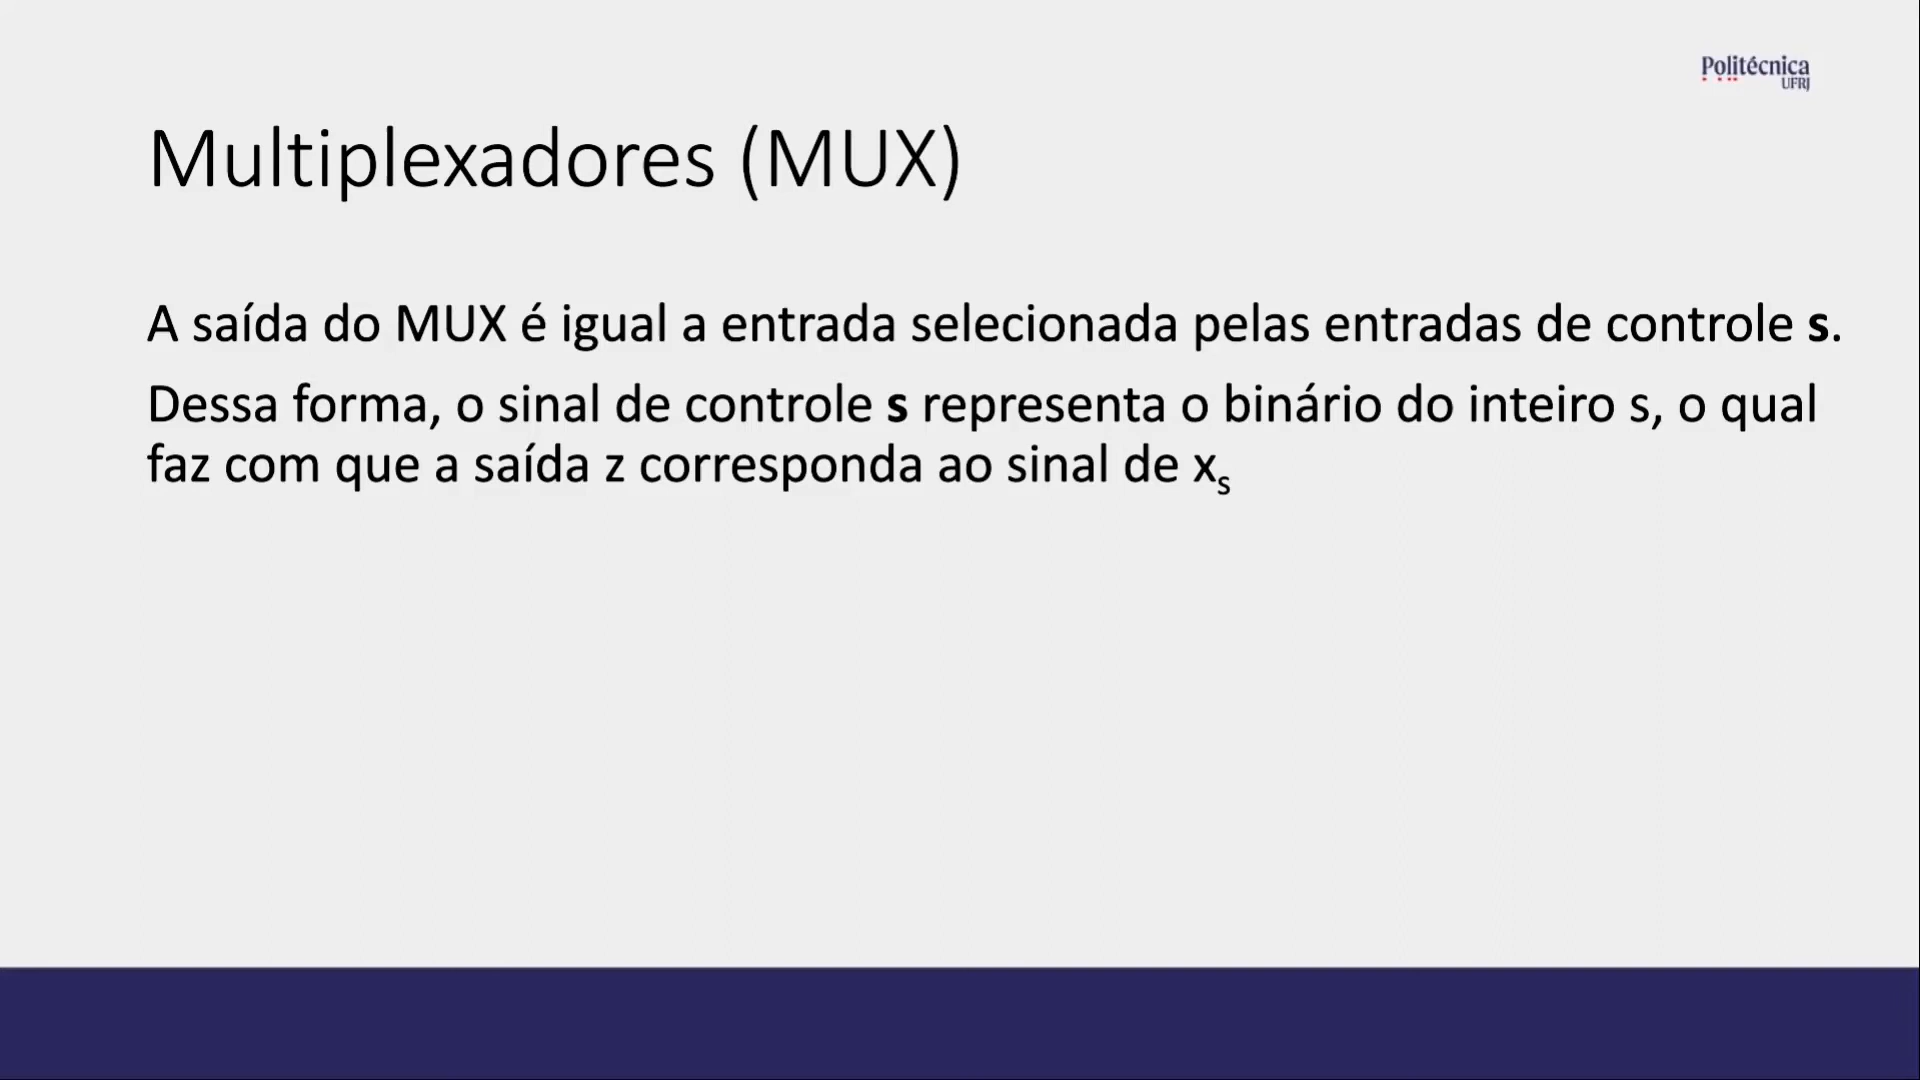 Politécnica
UFRJ
Multiplexadores (MUX)
A saída do MUX é igual a entrada selecionada pelas entradas de controle s.
Dessa forma, o sinal de controle s representa o binário do inteiro s, o qual
faz com que a saída z corresponda ao sinal de xₛ